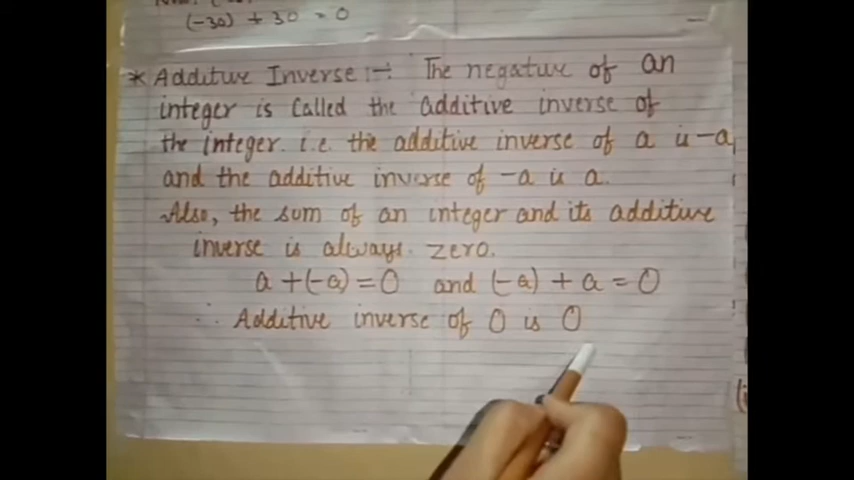 (-30) + 30 = 0
* Additive Inverse :- The negative of an
integer is called the additive inverse of
the integer. i.e. the additive inverse of a is -a,
and the additive inverse of -a is a.
Also, the sum of an integer and its additive
inverse is always zero.
a + (-a) = 0 and (-a) + a = 0
∴ Additive inverse of 0 is 0